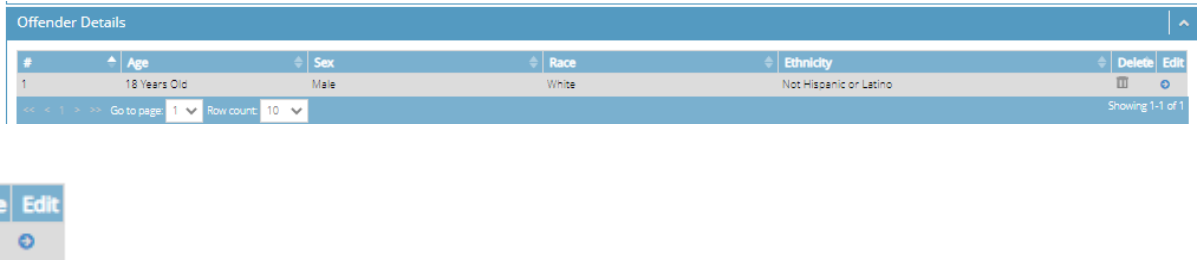 Offender Details
# Age Sex Race Ethnicity Delete Edit
1 18 Years Old Male White Not Hispanic or Latino
<< < 1 > >> Go to page: 1 Row count: 10 Showing 1-1 of 1
e Edit